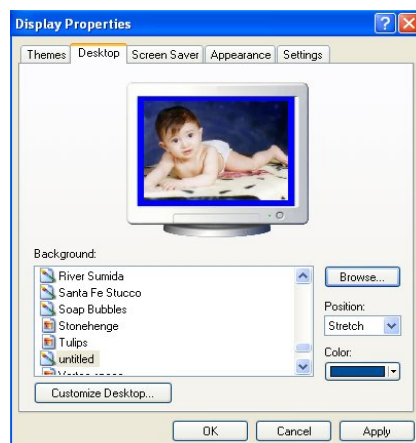 Display Properties
Themes Desktop Screen Saver Appearance Settings
Background:
River Sumida
Santa Fe Stucco
Soap Bubbles
Stonehenge
Tulips
untitled
Browse...
Position:
Stretch
Color:
Customize Desktop...
OK Cancel Apply